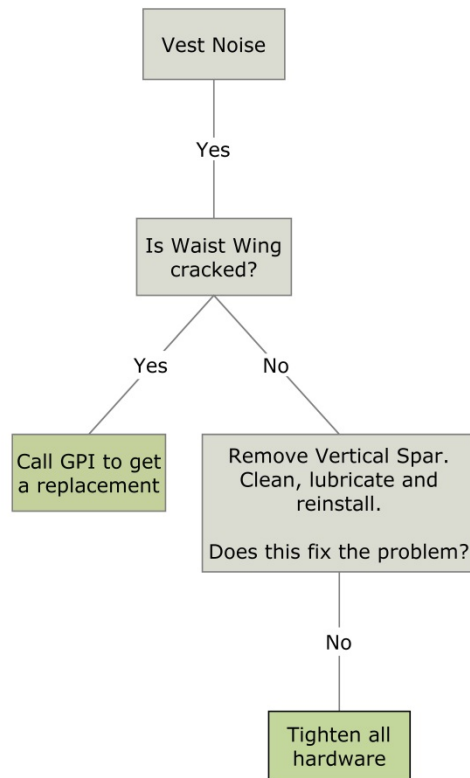 Vest Noise
Yes
Is Waist Wing
cracked?
Yes
No
Call GPI to get
a replacement
Remove Vertical Spar.
Clean, lubricate and
reinstall.
Does this fix the problem?
No
Tighten all
hardware